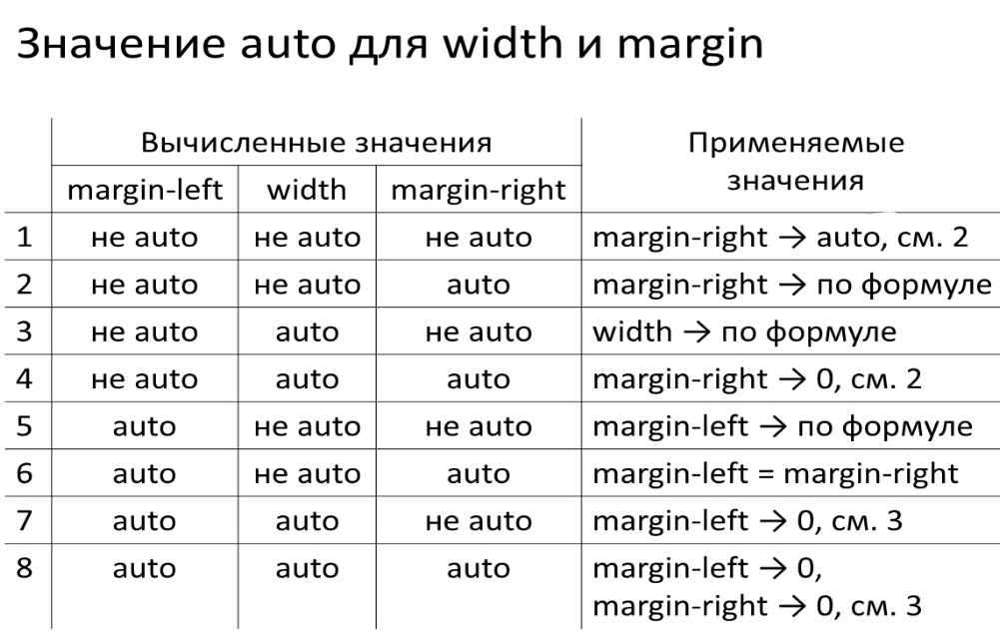 Значение auto для width и margin
Вычисленные значения
Применяемые
значения
margin-left width margin-right
1 не auto не auto не auto margin-right → auto, см. 2
2 не auto не auto auto margin-right → по формуле
3 не auto auto не auto width → по формуле
4 не auto auto auto margin-right → 0, см. 2
5 auto не auto не auto margin-left → по формуле
6 auto не auto auto margin-left = margin-right
7 auto auto не auto margin-left → 0, см. 3
8 auto auto auto margin-left → 0,
margin-right → 0, см. 3